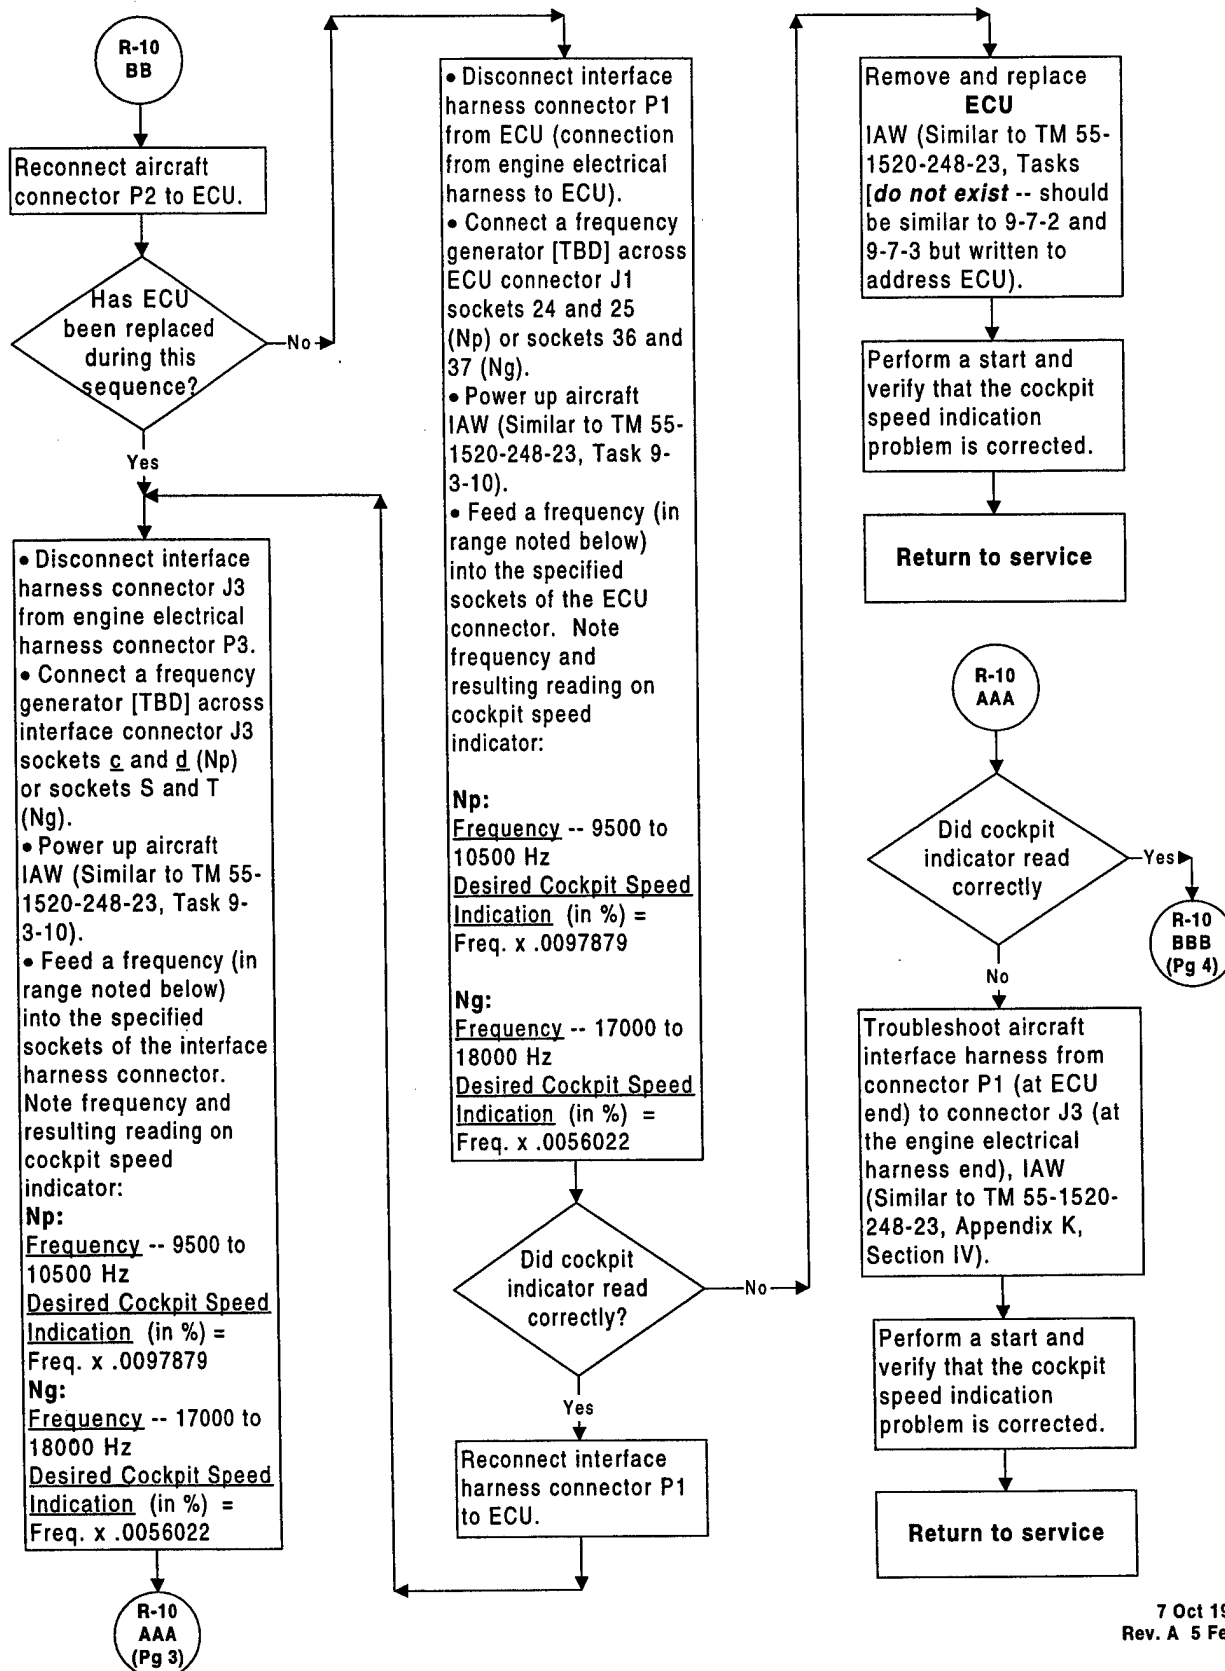 R-10
BB
Reconnect aircraft
connector P2 to ECU.
Has ECU
been replaced
during this
sequence?
No
Yes
• Disconnect interface
harness connector J3
from engine electrical
harness connector P3.
• Connect a frequency
generator [TBD] across
interface connector J3
sockets c and d (Np)
or sockets S and T
(Ng).
• Power up aircraft
IAW (Similar to TM 55-
1520-248-23, Task 9-
3-10).
• Feed a frequency (in
range noted below)
into the specified
sockets of the interface
harness connector.
Note frequency and
resulting reading on
cockpit speed
indicator:
Np:
Frequency -- 9500 to
10500 Hz
Desired Cockpit Speed
Indication (in %) =
Freq. x .0097879
Ng:
Frequency -- 17000 to
18000 Hz
Desired Cockpit Speed
Indication (in %) =
Freq. x .0056022
R-10
AAA
(Pg 3)
• Disconnect interface
harness connector P1
from ECU (connection
from engine electrical
harness to ECU).
• Connect a frequency
generator [TBD] across
ECU connector J1
sockets 24 and 25
(Np) or sockets 36 and
37 (Ng).
• Power up aircraft
IAW (Similar to TM 55-
1520-248-23, Task 9-
3-10).
• Feed a frequency (in
range noted below)
into the specified
sockets of the ECU
connector. Note
frequency and
resulting reading on
cockpit speed
indicator:
Np:
Frequency -- 9500 to
10500 Hz
Desired Cockpit Speed
Indication (in %) =
Freq. x .0097879
Ng:
Frequency -- 17000 to
18000 Hz
Desired Cockpit Speed
Indication (in %) =
Freq. x .0056022
Did cockpit
indicator read
correctly?
No
Yes
Reconnect interface
harness connector P1
to ECU.
Remove and replace
ECU
IAW (Similar to TM 55-
1520-248-23, Tasks
[do not exist -- should
be similar to 9-7-2 and
9-7-3 but written to
address ECU).
Perform a start and
verify that the cockpit
speed indication
problem is corrected.
Return to service
R-10
AAA
Did cockpit
indicator read
correctly
Yes
R-10
BBB
(Pg 4)
No
Troubleshoot aircraft
interface harness from
connector P1 (at ECU
end) to connector J3 (at
the engine electrical
harness end), IAW
(Similar to TM 55-1520-
248-23, Appendix K,
Section IV).
Perform a start and
verify that the cockpit
speed indication
problem is corrected.
Return to service
7 Oct 19
Rev. A 5 Fe